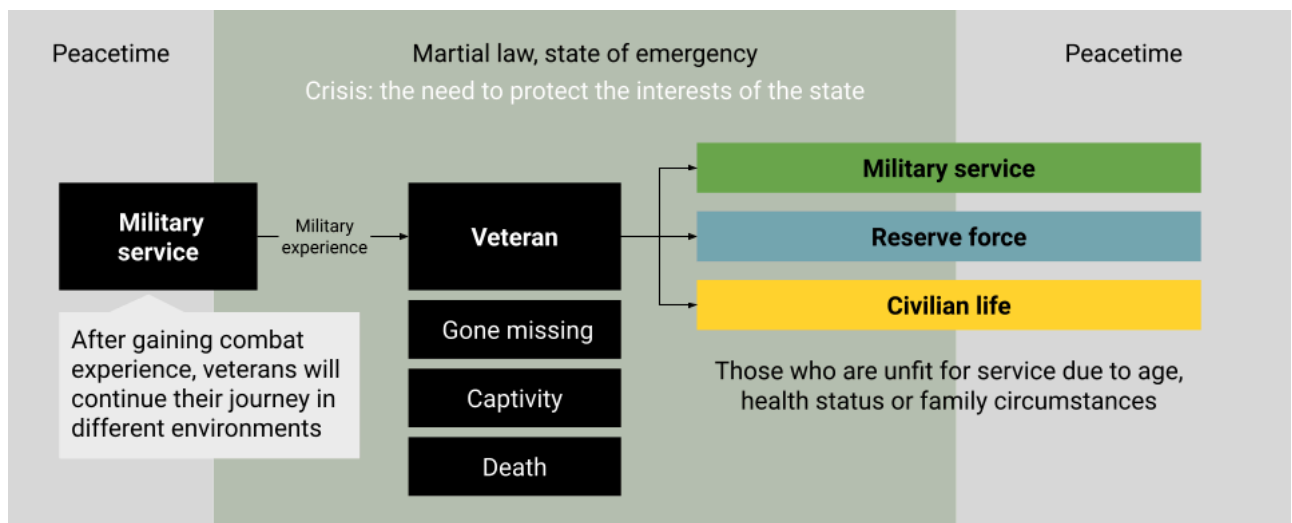 Peacetime
Martial law, state of emergency
Peacetime
Crisis: the need to protect the interests of the state
Military
service
Military
experience
Veteran
Military service
Reserve force
Civilian life
After gaining combat
experience, veterans will
continue their journey in
different environments
Gone missing
Captivity
Death
Those who are unfit for service due to age,
health status or family circumstances